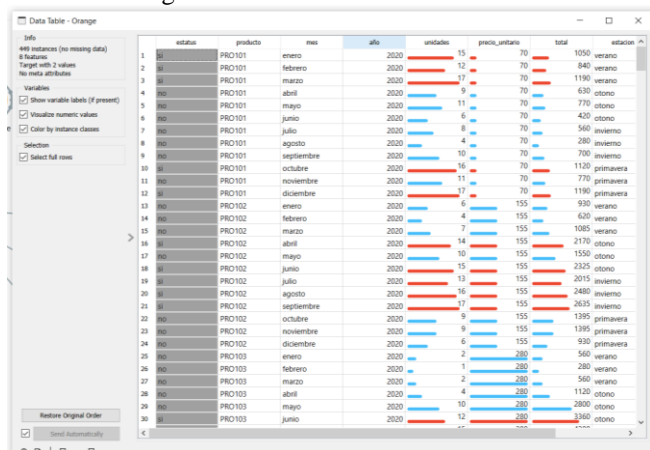 Data Table - Orange
Info
449 instances (no missing data)
8 features
Target with 2 values
No meta attributes
Variables
Show variable labels (if present)
Visualize numeric values
Color by instance classes
Selection
Select full rows
Restore Original Order
Send Automatically
estatus producto mes año unidades precio_unitario total estacion
1 si PRO101 enero 2020 15 70 1050 verano
2 si PRO101 febrero 2020 12 70 840 verano
3 si PRO101 marzo 2020 17 70 1190 verano
4 no PRO101 abril 2020 9 70 630 otono
5 no PRO101 mayo 2020 11 70 770 otono
6 no PRO101 junio 2020 6 70 420 otono
7 no PRO101 julio 2020 8 70 560 invierno
8 no PRO101 agosto 2020 4 70 280 invierno
9 no PRO101 septiembre 2020 10 70 700 invierno
10 si PRO101 octubre 2020 16 70 1120 primavera
11 no PRO101 noviembre 2020 11 70 770 primavera
12 si PRO101 diciembre 2020 17 70 1190 primavera
13 no PRO102 enero 2020 6 155 930 verano
14 no PRO102 febrero 2020 4 155 620 verano
15 no PRO102 marzo 2020 7 155 1085 verano
16 si PRO102 abril 2020 14 155 2170 otono
17 no PRO102 mayo 2020 10 155 1550 otono
18 si PRO102 junio 2020 15 155 2325 otono
19 si PRO102 julio 2020 13 155 2015 invierno
20 si PRO102 agosto 2020 16 155 2480 invierno
21 si PRO102 septiembre 2020 17 155 2635 invierno
22 no PRO102 octubre 2020 9 155 1395 primavera
23 no PRO102 noviembre 2020 9 155 1395 primavera
24 no PRO102 diciembre 2020 6 155 930 primavera
25 no PRO103 enero 2020 2 280 560 verano
26 no PRO103 febrero 2020 1 280 280 verano
27 no PRO103 marzo 2020 2 280 560 verano
28 no PRO103 abril 2020 4 280 1120 otono
29 no PRO103 mayo 2020 10 280 2800 otono
30 si PRO103 junio 2020 12 280 3360 otono